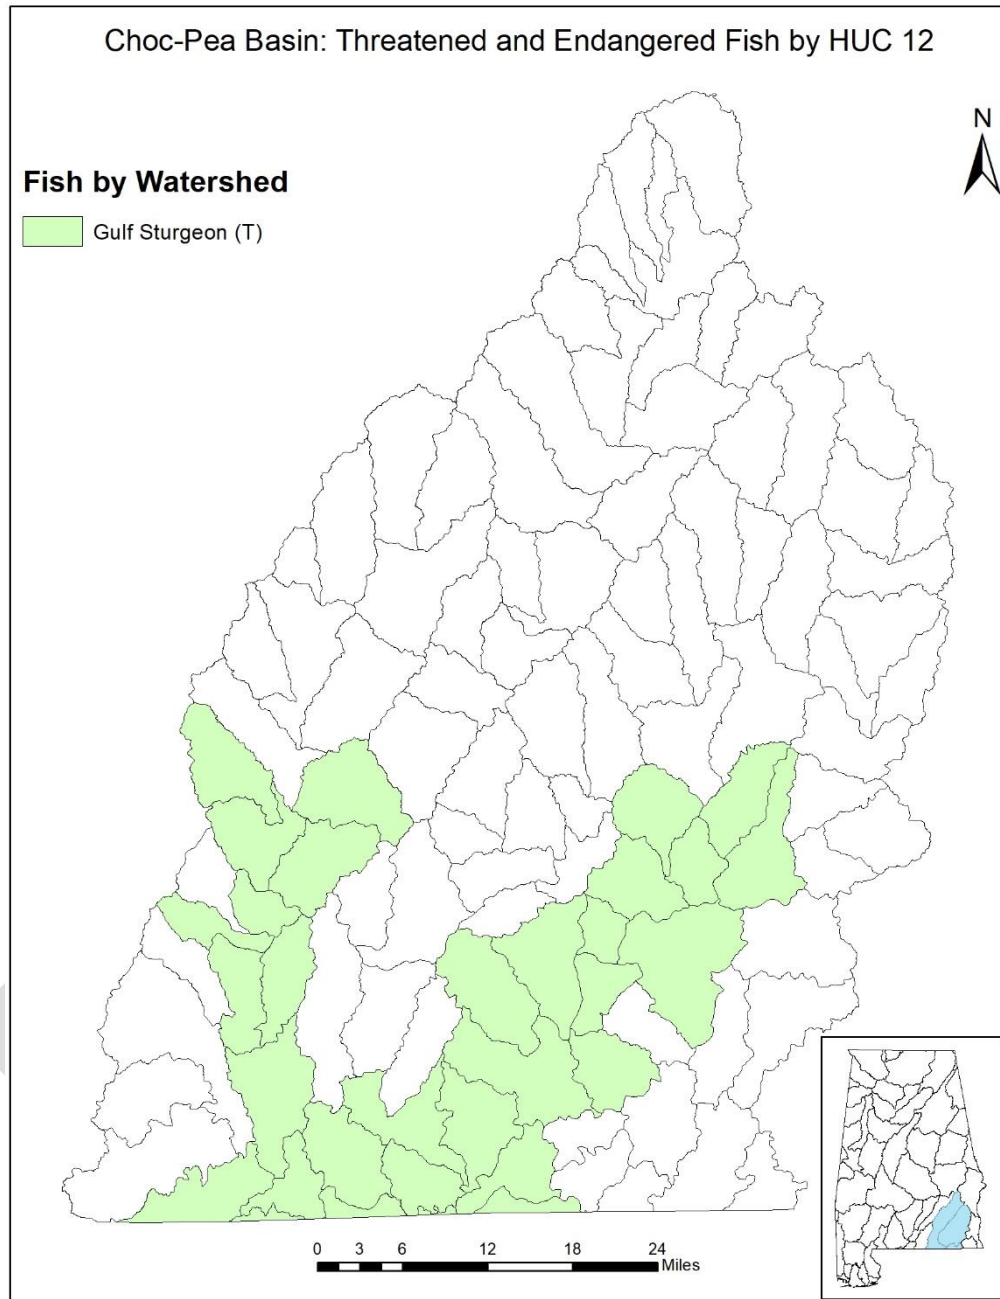 Choc-Pea Basin: Threatened and Endangered Fish by HUC 12
N
Fish by Watershed
Gulf Sturgeon (T)
0 3 6 12 18 24
Miles